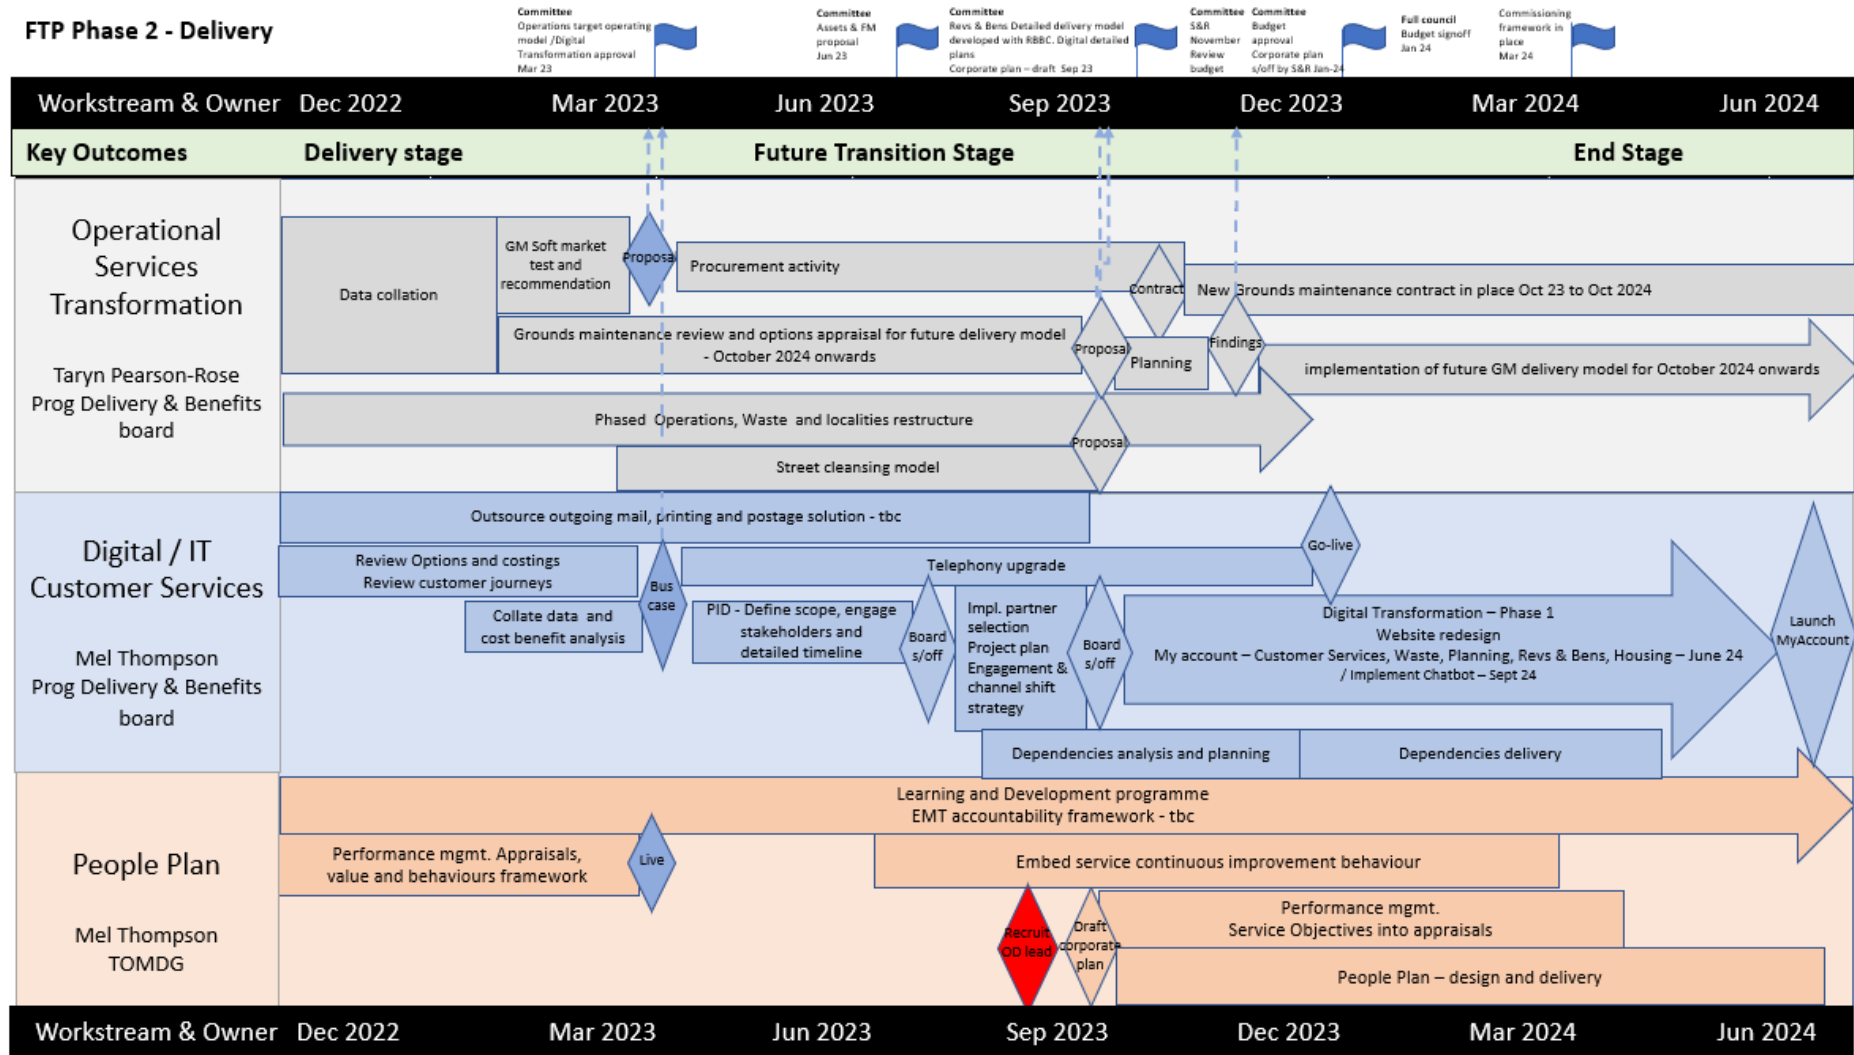 FTP Phase 2 - Delivery
Committee
Operations target operating
model /Digital
Transformation approval
Mar 23
Committee
Assets & FM
proposal
Jun 23
Committee
Revs & Bens Detailed delivery model
developed with RBBC. Digital detailed
plans
Corporate plan – draft Sep 23
Committee
S&R
November
Review
budget
Committee
Budget
approval
Corporate plan
s/off by S&R Jan-24
Full council
Budget signoff
Jan 24
Commissioning
framework in
place
Mar 24
Workstream & Owner Dec 2022 Mar 2023 Jun 2023 Sep 2023 Dec 2023 Mar 2024 Jun 2024
Key Outcomes Delivery stage Future Transition Stage End Stage
Operational
Services
Transformation
Taryn Pearson-Rose
Prog Delivery & Benefits
board
Data collation
GM Soft market
test and
recommendation
Proposal
Procurement activity
Contract
New Grounds maintenance contract in place Oct 23 to Oct 2024
Grounds maintenance review and options appraisal for future delivery model
- October 2024 onwards
Proposal
Planning
Findings
implementation of future GM delivery model for October 2024 onwards
Phased Operations, Waste and localities restructure
Proposal
Street cleansing model
Digital / IT
Customer Services
Mel Thompson
Prog Delivery & Benefits
board
Outsource outgoing mail, printing and postage solution - tbc
Review Options and costings
Review customer journeys
Collate data and
cost benefit analysis
Bus
case
Telephony upgrade
Go-live
PID - Define scope, engage
stakeholders and
detailed timeline
Board
s/off
Impl. partner
selection
Project plan
Engagement &
channel shift
strategy
Board
s/off
Digital Transformation – Phase 1
Website redesign
My account – Customer Services, Waste, Planning, Revs & Bens, Housing – June 24
/ Implement Chatbot – Sept 24
Launch
MyAccount
Dependencies analysis and planning
Dependencies delivery
People Plan
Mel Thompson
TOMDG
Learning and Development programme
EMT accountability framework - tbc
Performance mgmt. Appraisals,
value and behaviours framework
Live
Embed service continuous improvement behaviour
Recruit
OD lead
Draft
corporate
plan
Performance mgmt.
Service Objectives into appraisals
People Plan – design and delivery
Workstream & Owner Dec 2022 Mar 2023 Jun 2023 Sep 2023 Dec 2023 Mar 2024 Jun 2024